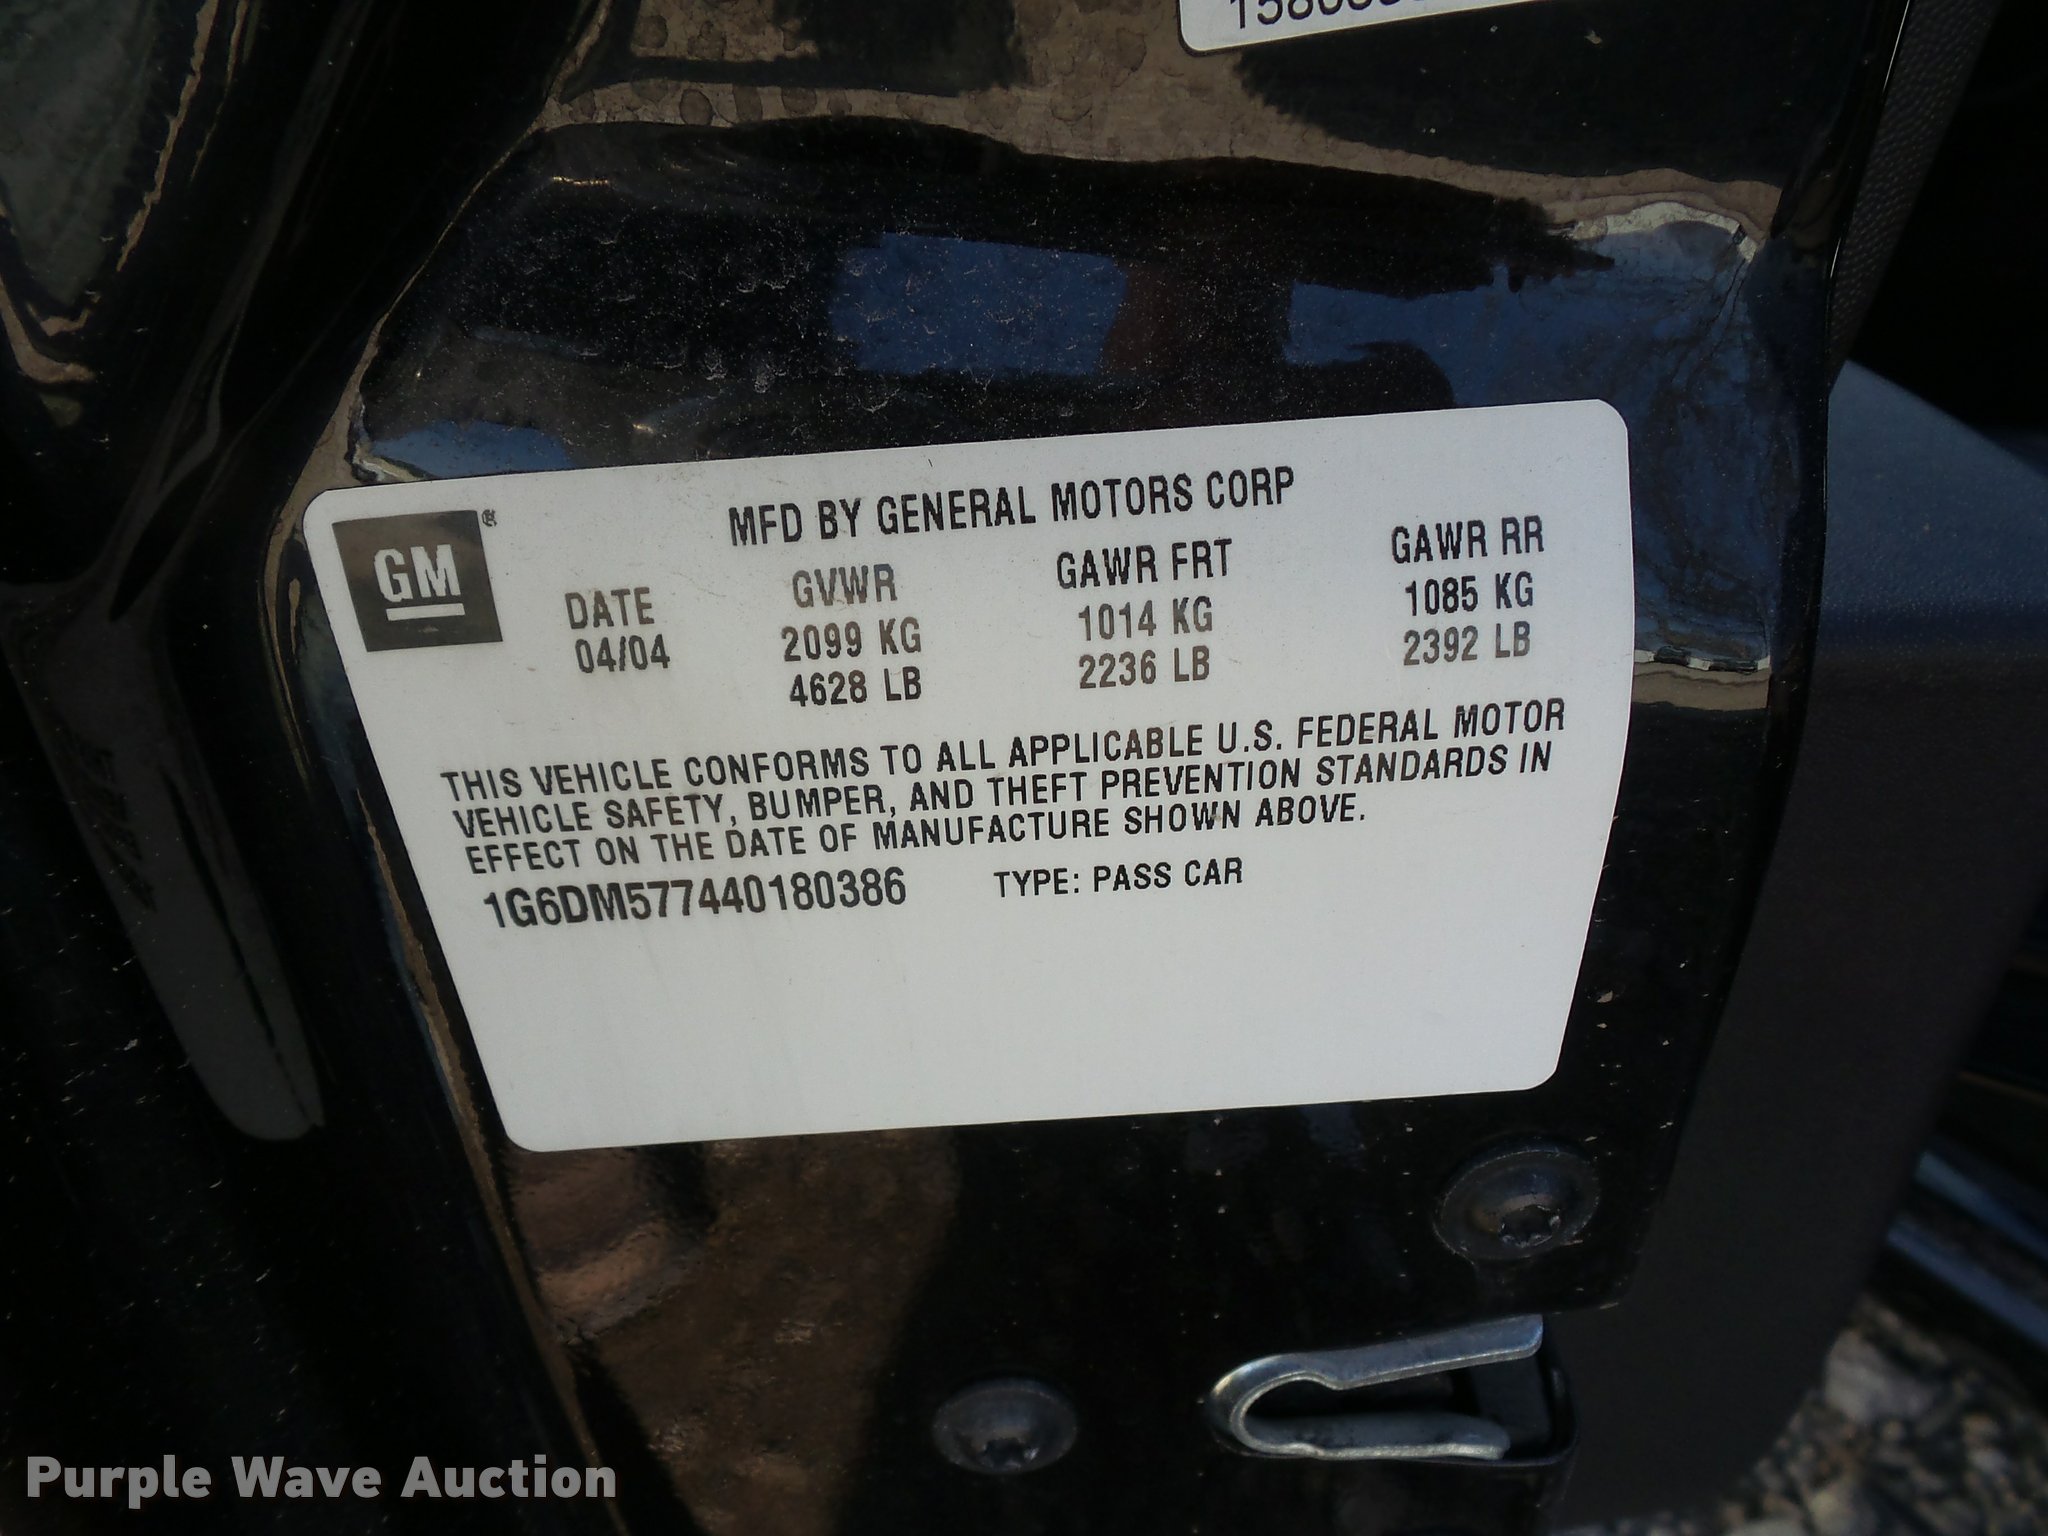 MFD BY GENERAL MOTORS CORP
GM®
DATE GVWR GAWR FRT GAWR RR
04/04 2099 KG 1014 KG 1085 KG
4628 LB 2236 LB 2392 LB
THIS VEHICLE CONFORMS TO ALL APPLICABLE U.S. FEDERAL MOTOR
VEHICLE SAFETY, BUMPER, AND THEFT PREVENTION STANDARDS IN
EFFECT ON THE DATE OF MANUFACTURE SHOWN ABOVE.
1G6DM577440180386 TYPE: PASS CAR
Purple Wave Auction